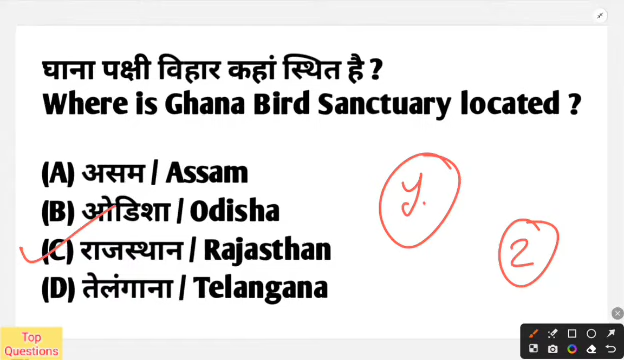 घाना पक्षी विहार कहां स्थित है ?
Where is Ghana Bird Sanctuary located ?
(A) असम / Assam
(B) ओडिशा / Odisha
(C) राजस्थान / Rajasthan
(D) तेलंगाना / Telangana
2
Top
Questions